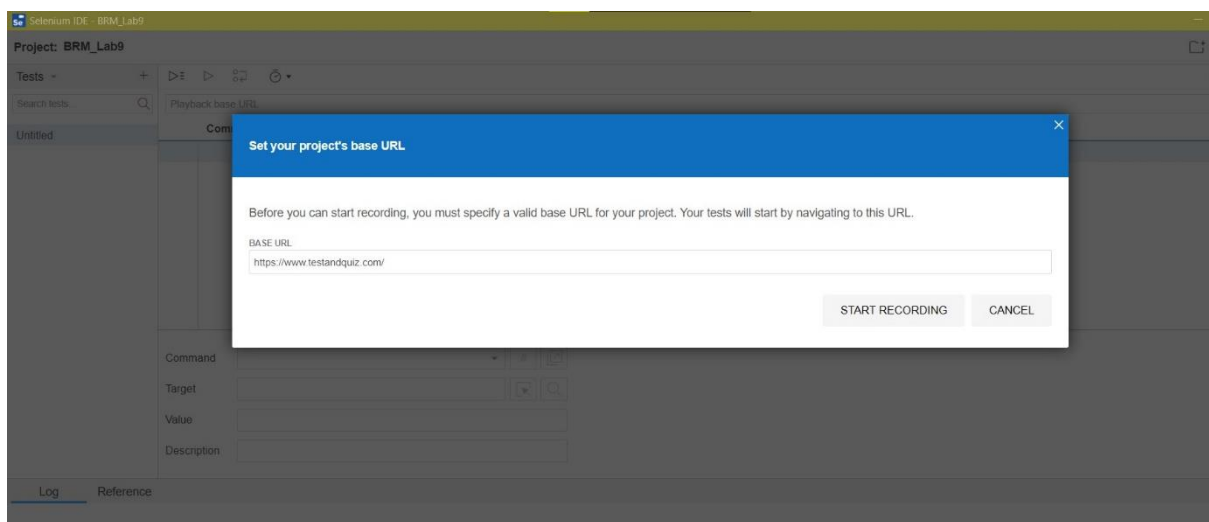 Selenium IDE - BRM_Lab9
Project: BRM_Lab9
Tests
Search tests...
Playback base URL
Untitled
Com
Set your project's base URL
Before you can start recording, you must specify a valid base URL for your project. Your tests will start by navigating to this URL.
BASE URL
https://www.testandquiz.com/
START RECORDING CANCEL
Command
Target
Value
Description
Log Reference